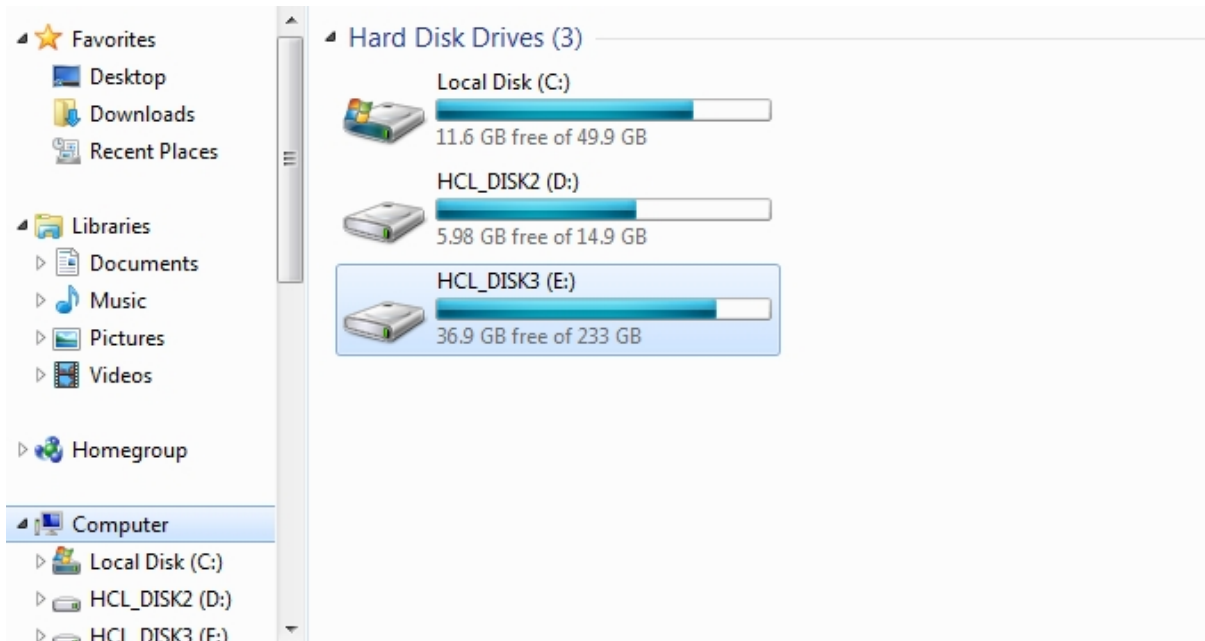 Favorites
Desktop
Downloads
Recent Places
Libraries
Documents
Music
Pictures
Videos
Homegroup
Computer
Local Disk (C:)
HCL_DISK2 (D:)
HCL_DISK3 (E:)
Hard Disk Drives (3)
Local Disk (C:)
11.6 GB free of 49.9 GB
HCL_DISK2 (D:)
5.98 GB free of 14.9 GB
HCL_DISK3 (E:)
36.9 GB free of 233 GB